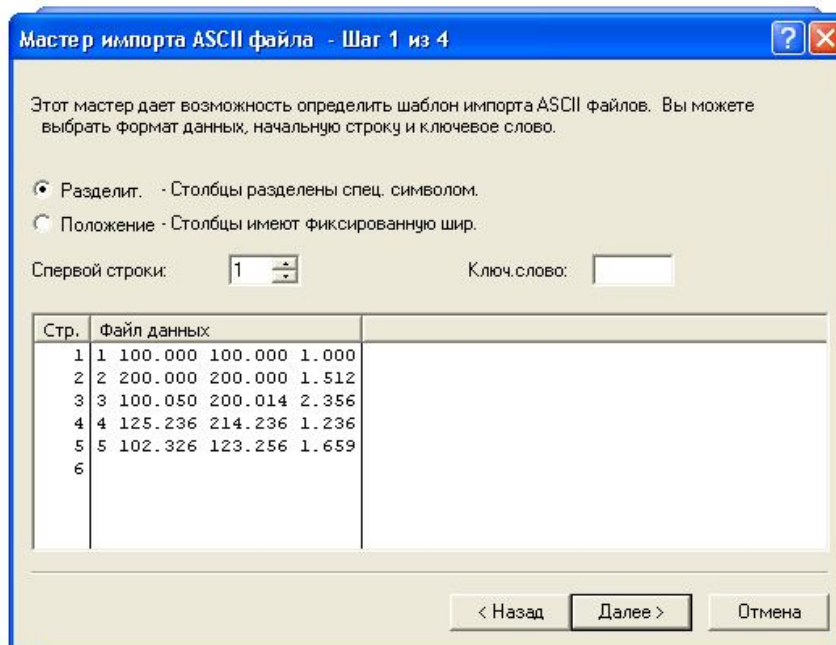 Мастер импорта ASCII файла - Шаг 1 из 4
Этот мастер дает возможность определить шаблон импорта ASCII файлов. Вы можете
выбрать формат данных, начальную строку и ключевое слово.
Разделит. - Столбцы разделены спец. символом.
Положение - Столбцы имеют фиксированную шир.
Спервой строки: 1 Ключ.слово:
Стр. Файл данных
1 1 100.000 100.000 1.000
2 2 200.000 200.000 1.512
3 3 100.050 200.014 2.356
4 4 125.236 214.236 1.236
5 5 102.326 123.256 1.659
6
< Назад Далее > Отмена